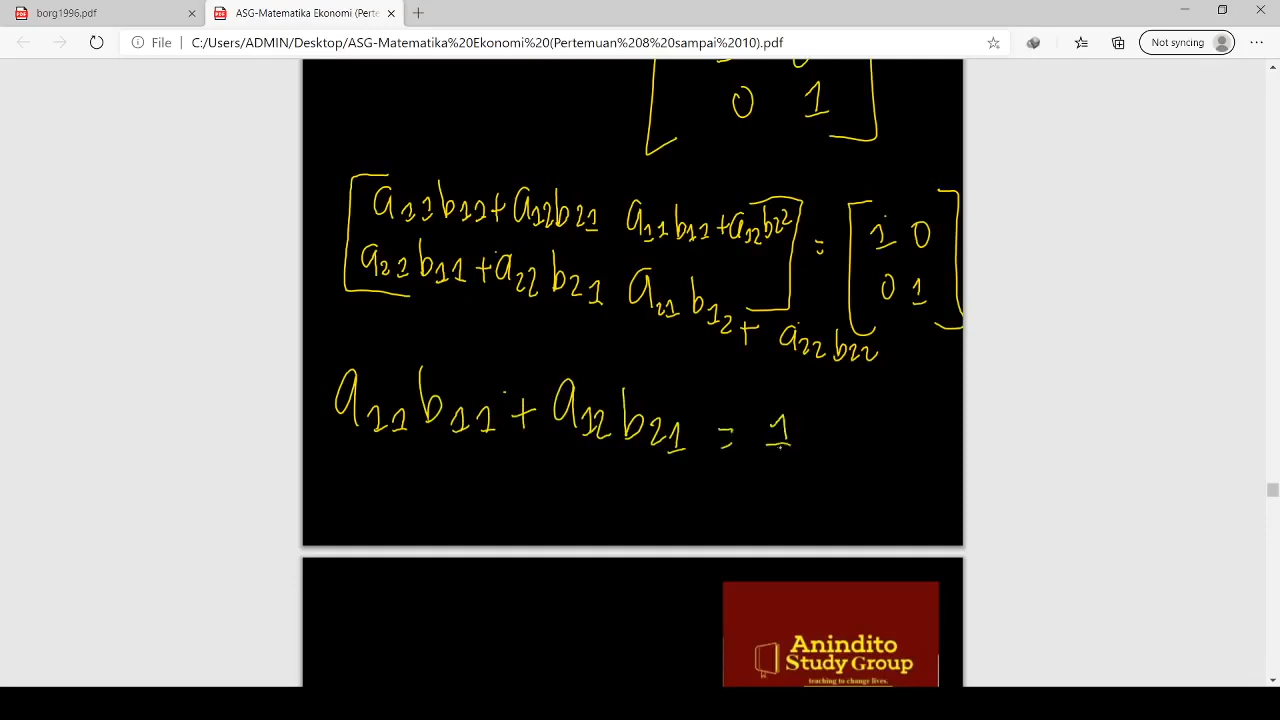 borg1996.pdf
ASG-Matematika Ekonomi (Perte
File
C:/Users/ADMIN/Desktop/ASG-Matematika%20Ekonomi%20(Pertemuan%208%20sampai%2010).pdf
Not syncing
0 1
a11b11+a12b21 a11b11+a12b22 = 1 0
a21b11+a22b21 a21b12+a22b22 0 1
a11b11+a12b21 = 1
Anindito
Study Group
teaching to change lives.